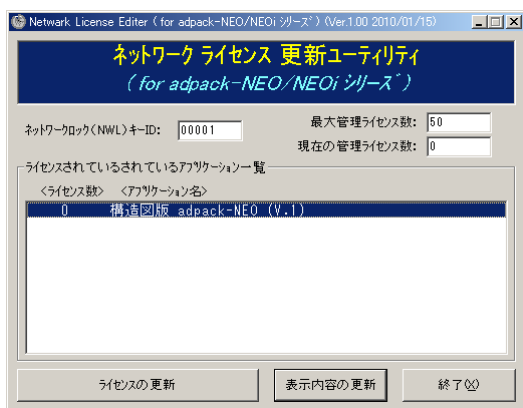 Netwark License Editer ( for adpack-NEO/NEOi ｼﾘｰｽﾞ ) (Ver.1.00 2010/01/15)
ネットワーク ライセンス 更新ユーティリティ
( for adpack-NEO/NEOi ｼﾘｰｽﾞ )
ﾈｯﾄﾜｰｸﾛｯｸ(NWL)ｷｰID: 00001
最大管理ﾗｲｾﾝｽ数: 50
現在の管理ﾗｲｾﾝｽ数: 0
ﾗｲｾﾝｽされているされているｱﾌﾟﾘｹｰｼｮﾝ一覧
<ﾗｲｾﾝｽ数> <ｱﾌﾟﾘｹｰｼｮﾝ名>
0 構造図版 adpack-NEO (V.1)
ﾗｲｾﾝｽの更新 表示内容の更新 終了(X)